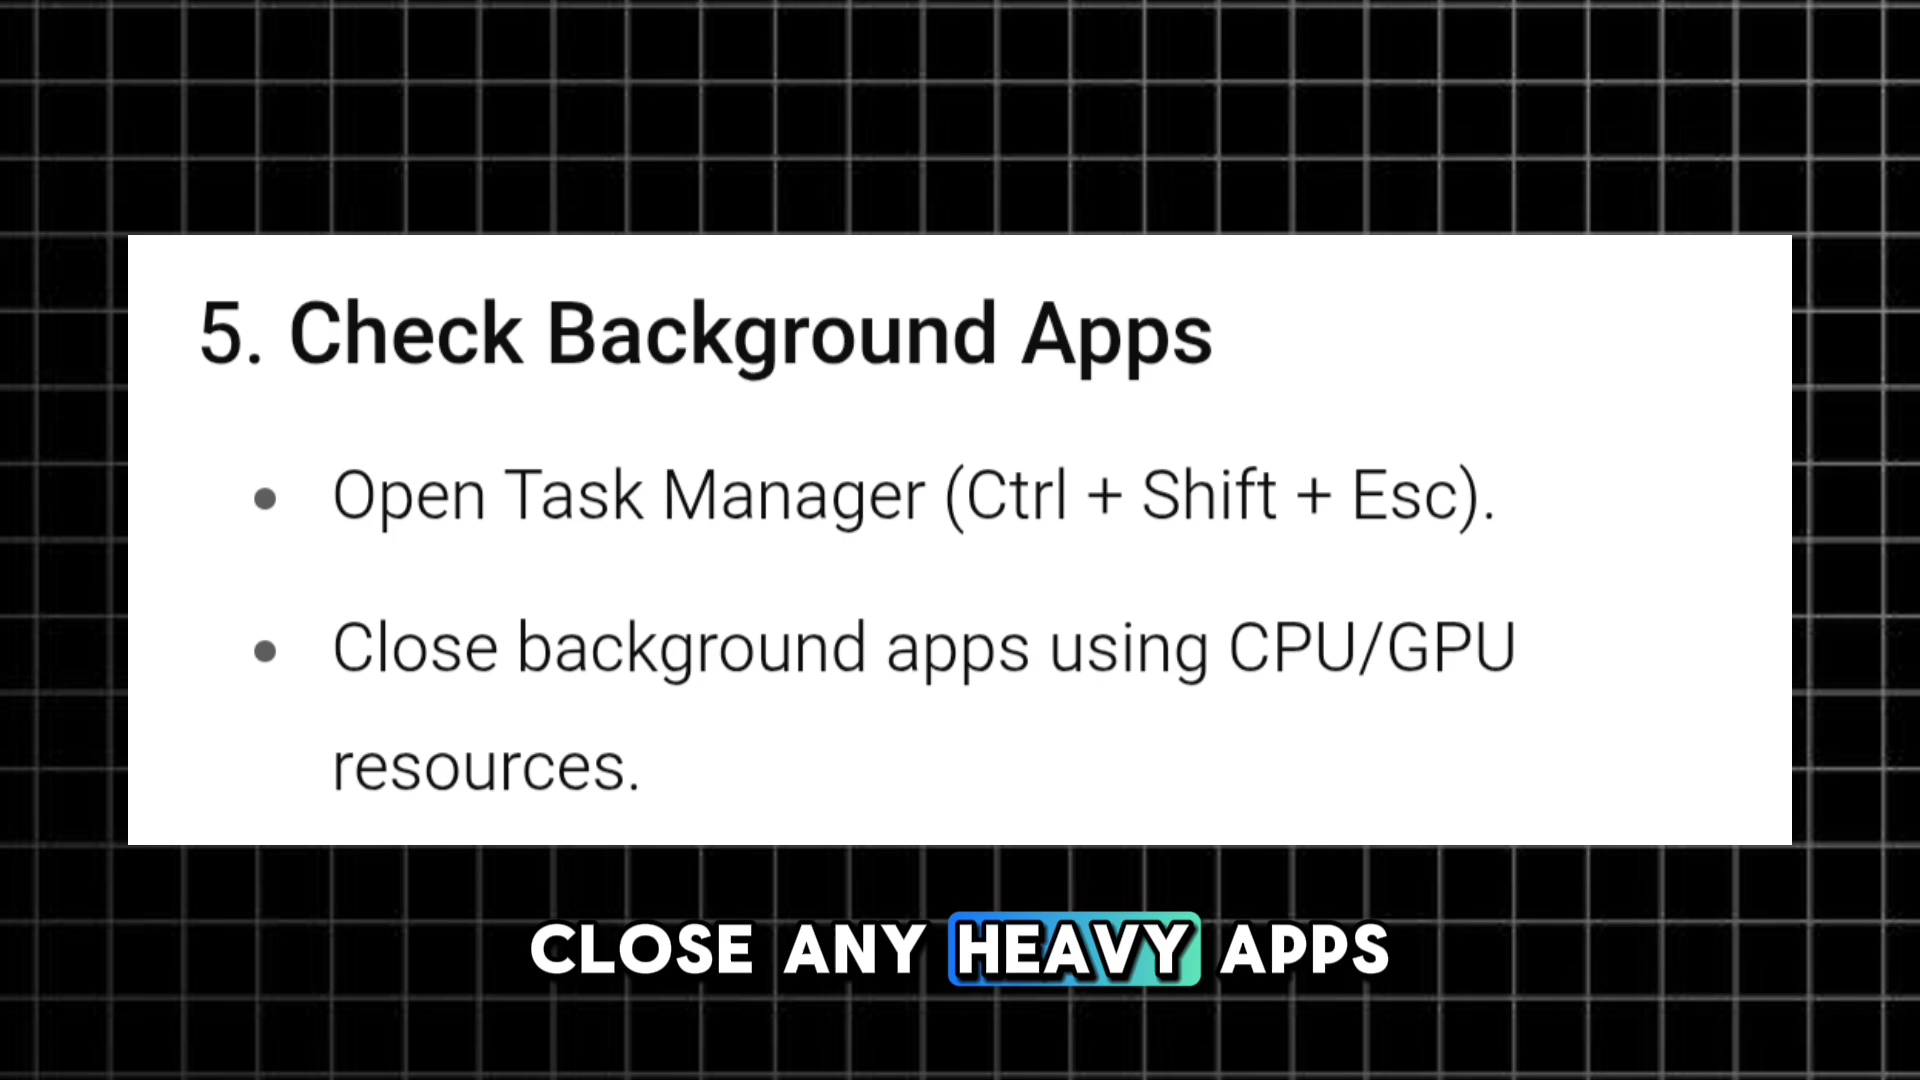 5. Check Background Apps
• Open Task Manager (Ctrl + Shift + Esc).
• Close background apps using CPU/GPU
resources.
CLOSE ANY HEAVY APPS